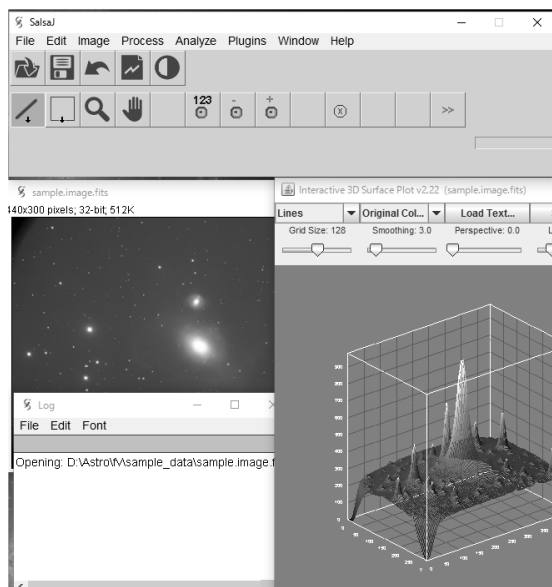 SalsaJ
File Edit Image Process Analyze Plugins Window Help
123
- +
>>
sample.image.fits
440x300 pixels; 32-bit; 512K
Interactive 3D Surface Plot v2.22 (sample.image.fits)
Lines Original Col... Load Text...
Grid Size: 128 Smoothing: 3.0 Perspective: 0.0 L
Log
File Edit Font
Opening: D:\Astro\fv\sample_data\sample.image.f